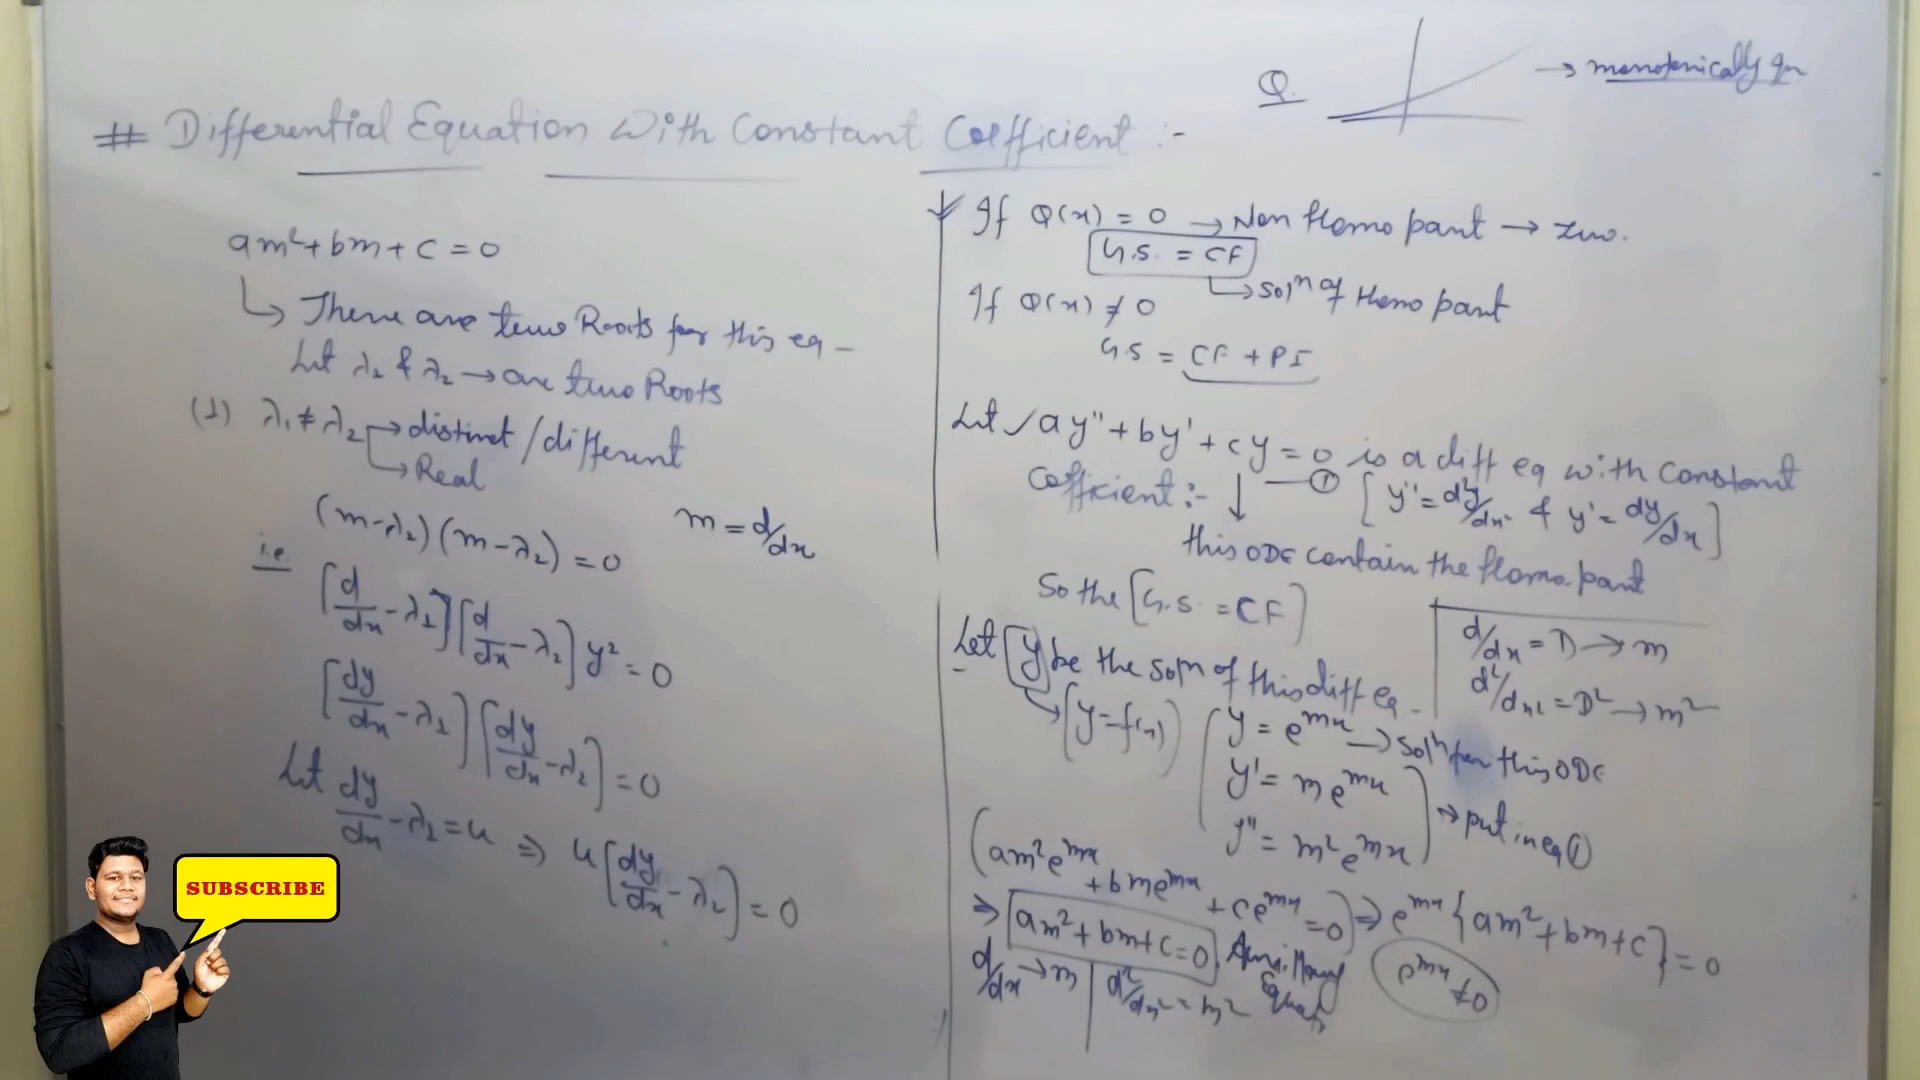 # Differential Equation With Constant Coefficient :-
am²+bm+c=0
↳ There are two Roots for this eq –
Let λ₁ & λ₂ → are two Roots
(1) λ₁ ≠ λ₂ → distinct / different
→ Real
(m-λ₂)(m-λ₂)=0 m = d/dx
i.e. [d/dx - λ₁][d/dx - λ₂] y² = 0
[dy/dx - λ₁][dy/dx - λ₂] = 0
Let dy/dx - λ₂ = u ⇒ u[dy/dx - λ₂] = 0
SUBSCRIBE
Q. → monotonically
If Q(x) = 0 → Non Homo part → zero.
G.S. = CF
↳ Solⁿ of Homo part
If Q(x) ≠ 0
G.S = CF + PI
Let ✓ ay'' + by' + cy = 0 is a diff eq with constant
Cofficient :- ↓ — ① [y'' = d²y/dx² & y' = dy/dx]
this ODE contain the Homo. part
So the [G.S. = CF]
d/dx = D → m
d²/dx² = D² → m²
Let y be the soln of this diff eq –
↳ [y = f(x)]
y = e^mx → Solⁿ for this ODE
y' = m e^mx
y'' = m² e^mx → put in eq ①
(am²e^mx + bme^mx + ce^mx = 0) ⇒ e^mx {am² + bm + c} = 0
⇒ am² + bm + c = 0. Auxillary Equatn e^mx ≠ 0
d/dx → m | d²/dx² = m²